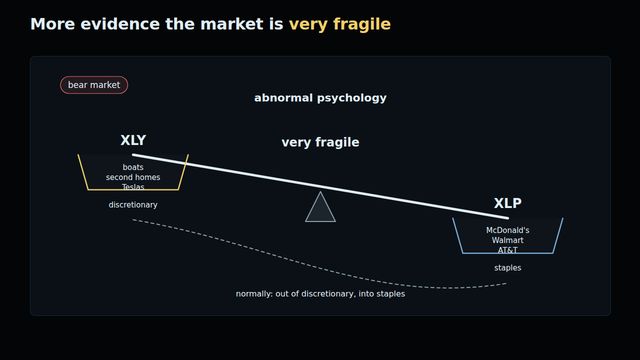 More evidence the market is very fragile
bear market
abnormal psychology
very fragile
XLY
boats
second homes
Teslas
discretionary
XLP
McDonald's
Walmart
AT&T
staples
normally: out of discretionary, into staples